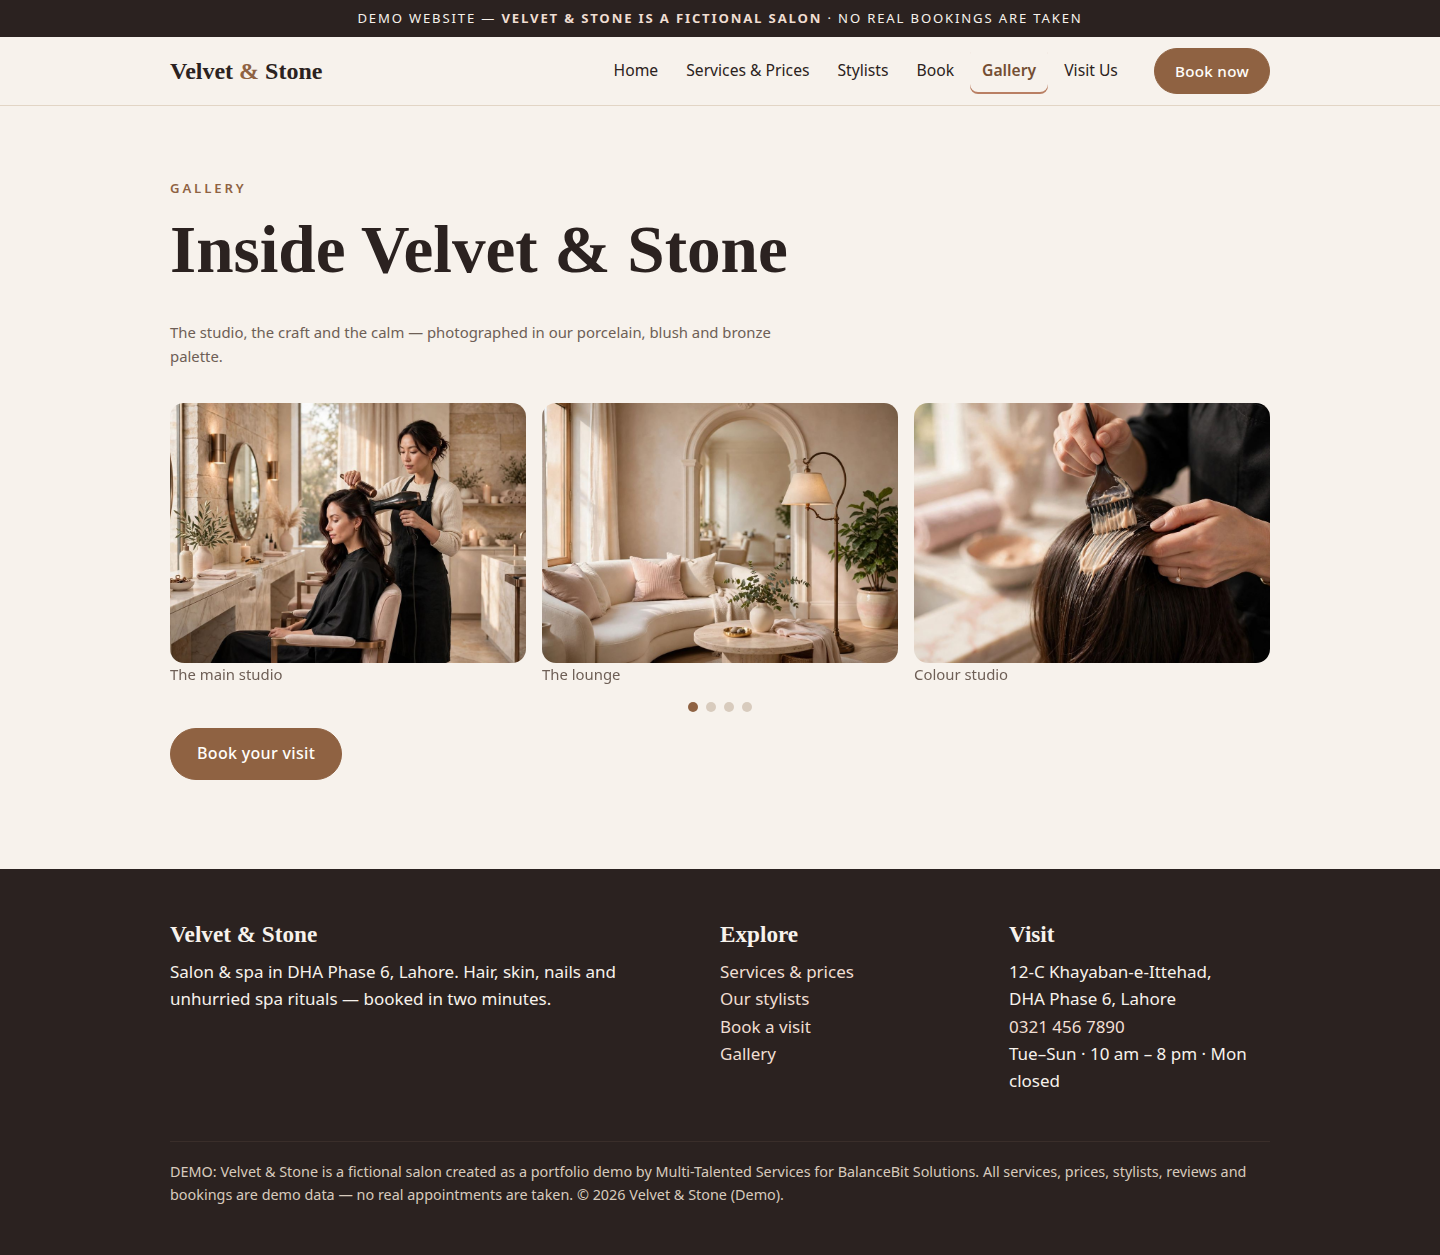 DEMO WEBSITE — VELVET & STONE IS A FICTIONAL SALON · NO REAL BOOKINGS ARE TAKEN
Velvet & Stone
Home
Services & Prices
Stylists
Book
Gallery
Visit Us
Book now
GALLERY
Inside Velvet & Stone
The studio, the craft and the calm — photographed in our porcelain, blush and bronze
palette.
The main studio
The lounge
Colour studio
Book your visit
Velvet & Stone
Salon & spa in DHA Phase 6, Lahore. Hair, skin, nails and
unhurried spa rituals — booked in two minutes.
Explore
Services & prices
Our stylists
Book a visit
Gallery
Visit
12-C Khayaban-e-Ittehad,
DHA Phase 6, Lahore
0321 456 7890
Tue–Sun · 10 am – 8 pm · Mon
closed
DEMO: Velvet & Stone is a fictional salon created as a portfolio demo by Multi-Talented Services for BalanceBit Solutions. All services, prices, stylists, reviews and
bookings are demo data — no real appointments are taken. © 2026 Velvet & Stone (Demo).